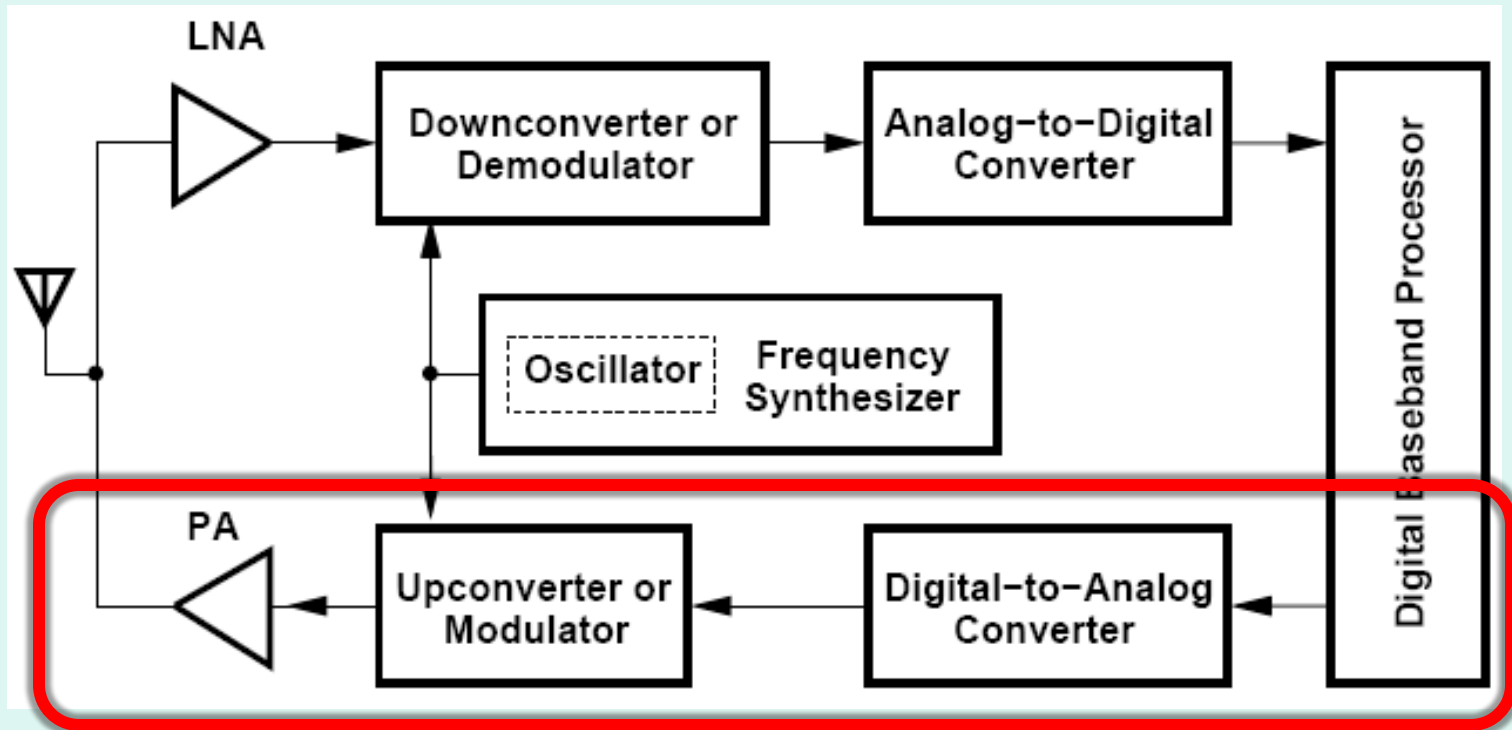 LNA
Downconverter or
Demodulator
Analog−to−Digital
Converter
Digital Baseband Processor
Oscillator
Frequency
Synthesizer
PA
Upconverter or
Modulator
Digital−to−Analog
Converter